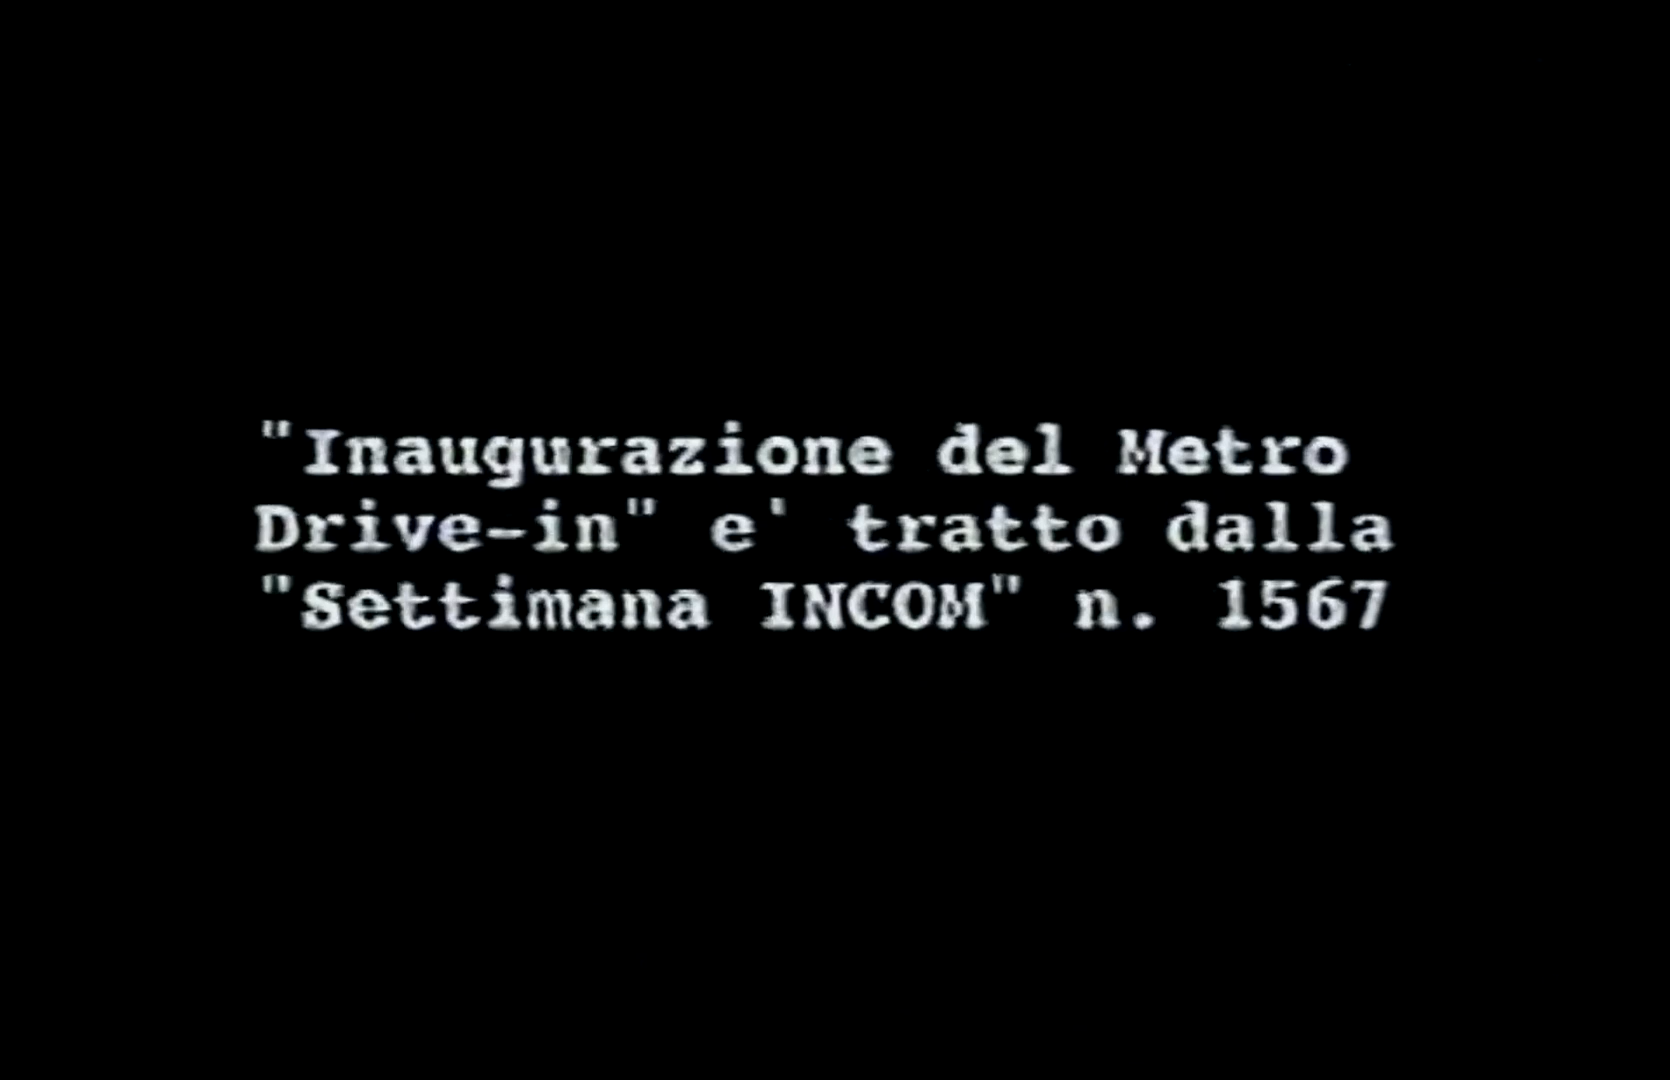 "Inaugurazione del Metro
Drive-in" e' tratto dalla
"Settimana INCOM" n. 1567